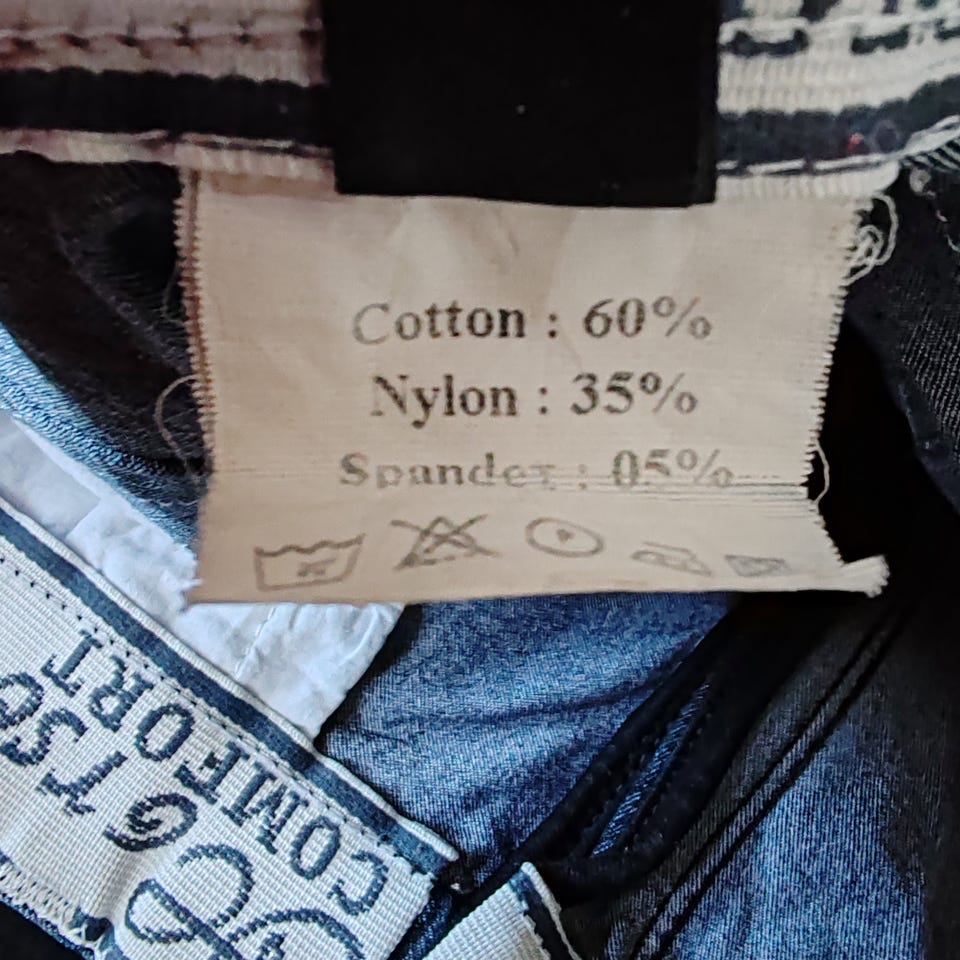 Cotton : 60%
Nylon : 35%
Spandex : 05%
COMFORT